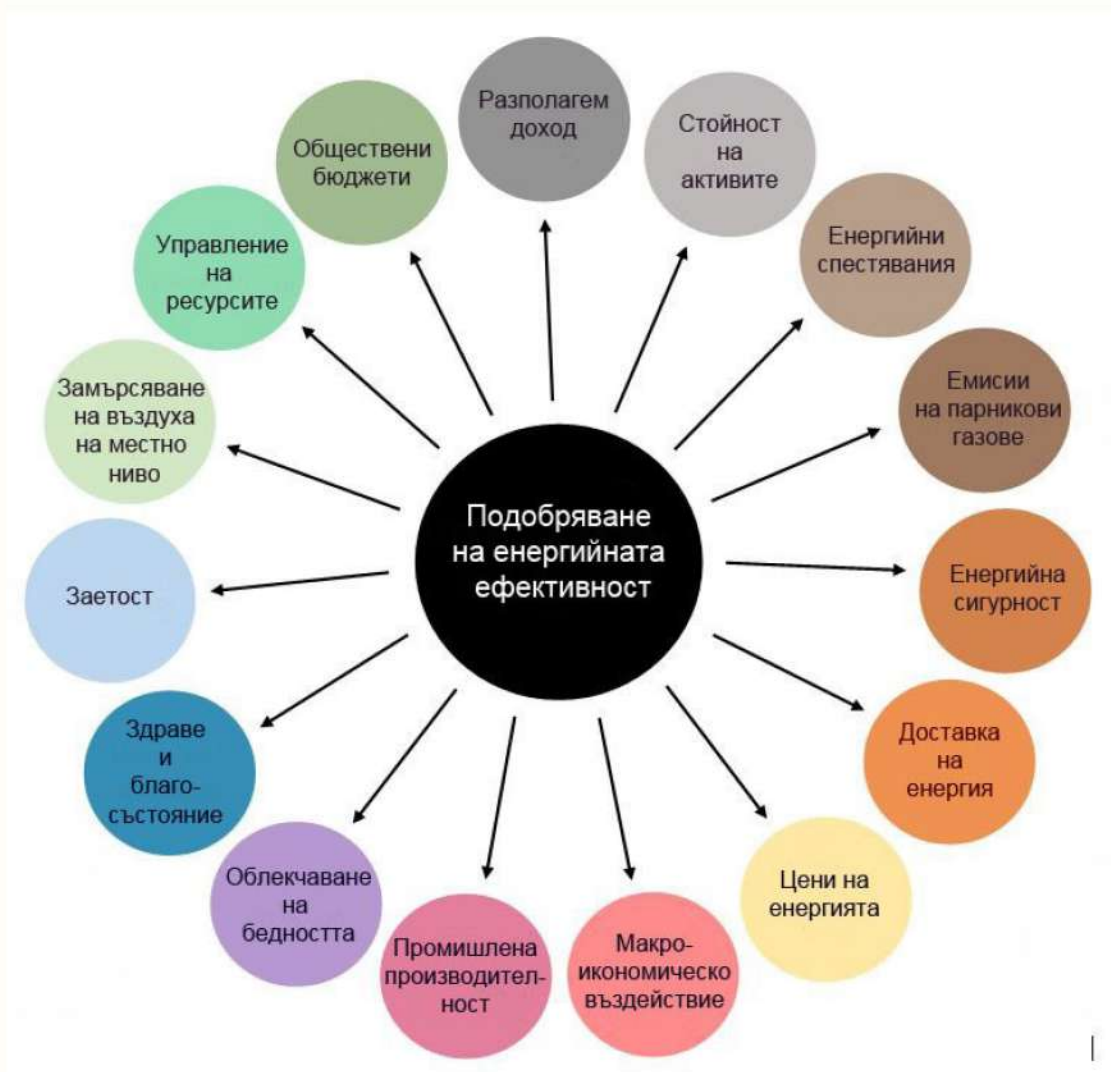 Разполагем
доход
Стойност
на
активите
Енергийни
спестявания
Емисии
на парникови
газове
Енергийна
сигурност
Доставка
на
енергия
Цени на
енергията
Макро-
икономическо
въздействие
Промишлена
производител-
ност
Облекчаване
на
бедността
Здраве
и
благо-
състояние
Заетост
Замърсяване
на въздуха
на местно
ниво
Управление
на
ресурсите
Обществени
бюджети
Подобряване
на енергийната
ефективност